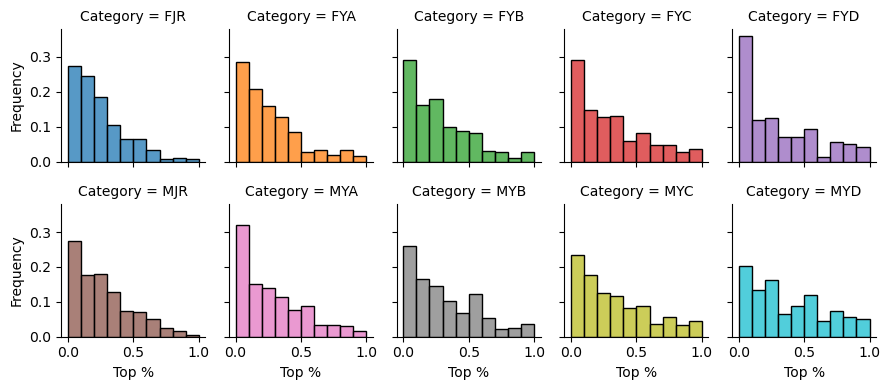 Category = FJR
Category = FYA
Category = FYB
Category = FYC
Category = FYD
Frequency
0.3
0.2
0.1
0.0
Category = MJR
Category = MYA
Category = MYB
Category = MYC
Category = MYD
Frequency
0.3
0.2
0.1
0.0
0.0 0.5 1.0
0.0 0.5 1.0
0.0 0.5 1.0
0.0 0.5 1.0
0.0 0.5 1.0
Top %
Top %
Top %
Top %
Top %